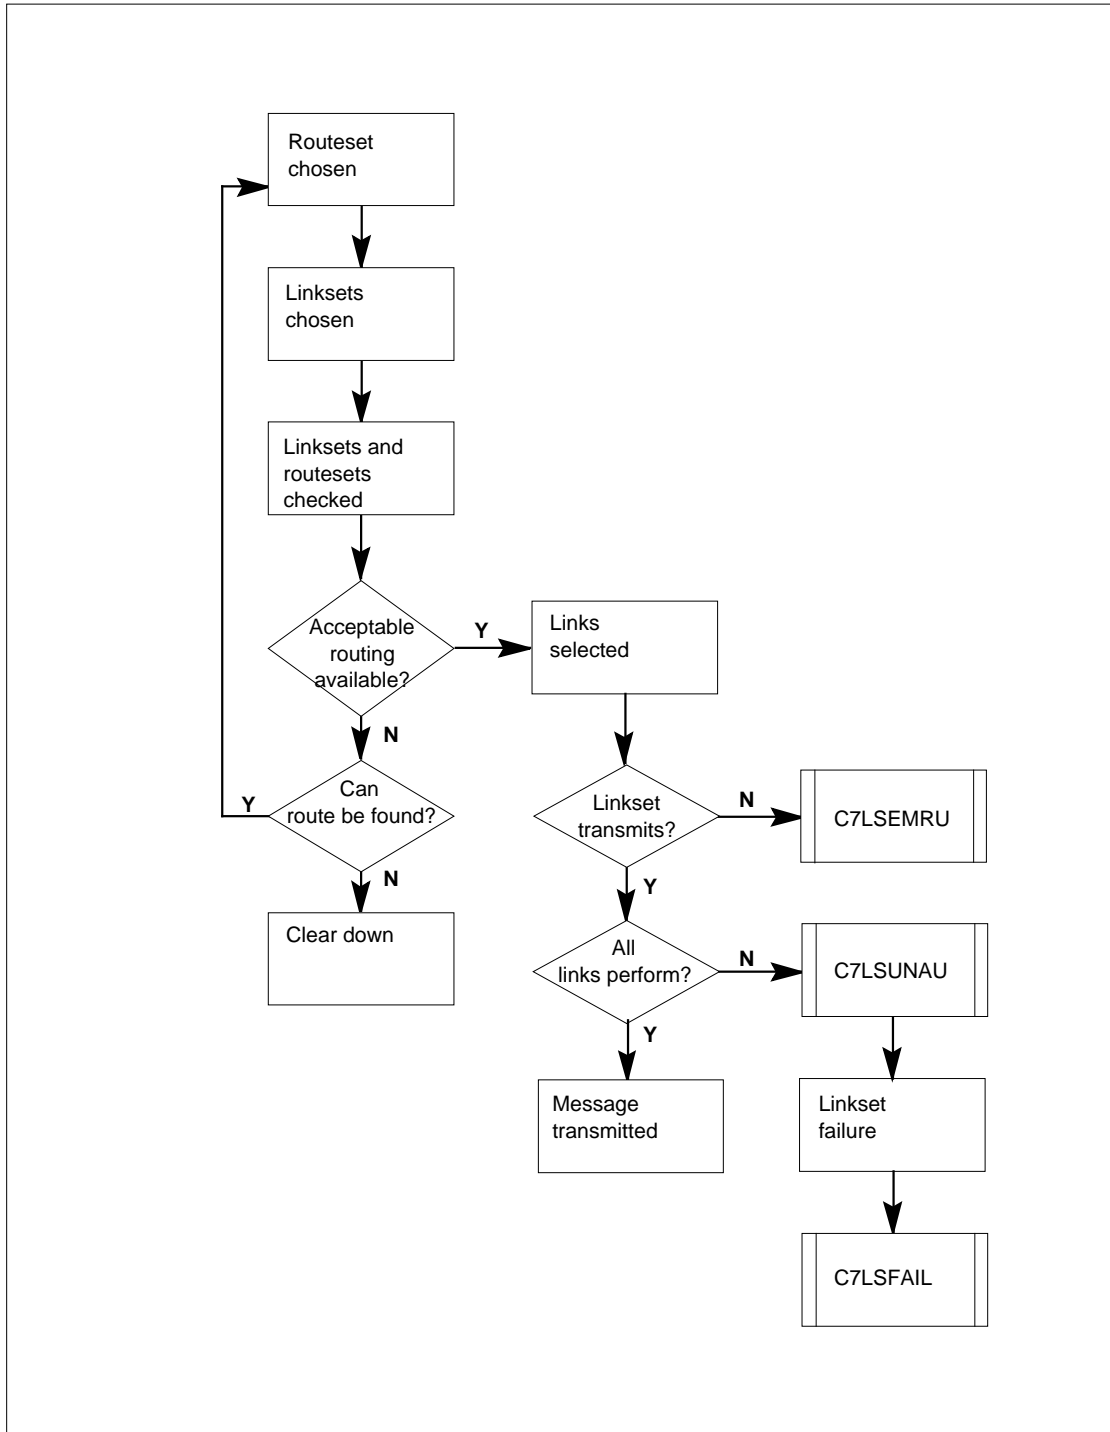 Routeset
chosen
Linksets
chosen
Linksets and
routesets
checked
Acceptable
routing
available?
Y
Links
selected
N
Can
route be found?
Y
N
Clear down
Linkset
transmits?
N
C7LSEMRU
Y
All
links perform?
N
C7LSUNAU
Y
Message
transmitted
Linkset
failure
C7LSFAIL